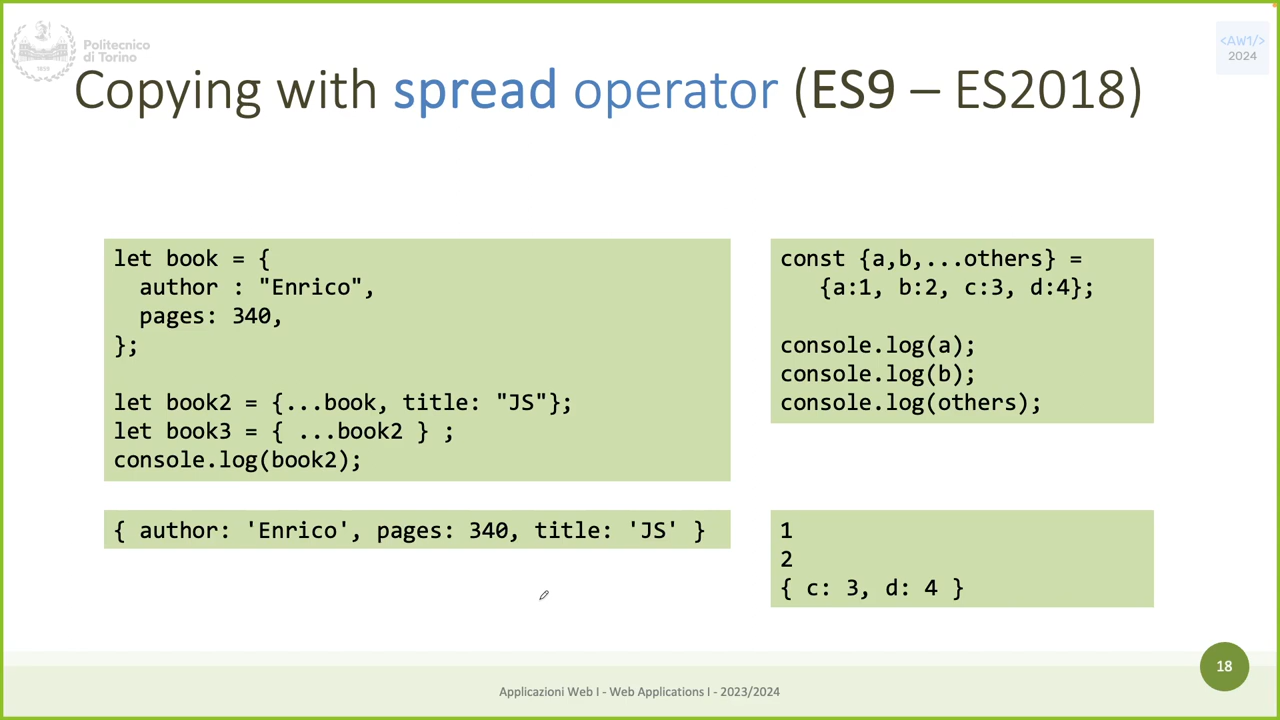 Politecnico
di Torino
1859
<AW1/>
2024
Copying with spread operator (ES9 – ES2018)
let book = {
  author : "Enrico",
  pages: 340,
};

let book2 = {...book, title: "JS"};
let book3 = { ...book2 } ;
console.log(book2);
{ author: 'Enrico', pages: 340, title: 'JS' }
const {a,b,...others} =
   {a:1, b:2, c:3, d:4};

console.log(a);
console.log(b);
console.log(others);
1
2
{ c: 3, d: 4 }
18
Applicazioni Web I - Web Applications I - 2023/2024